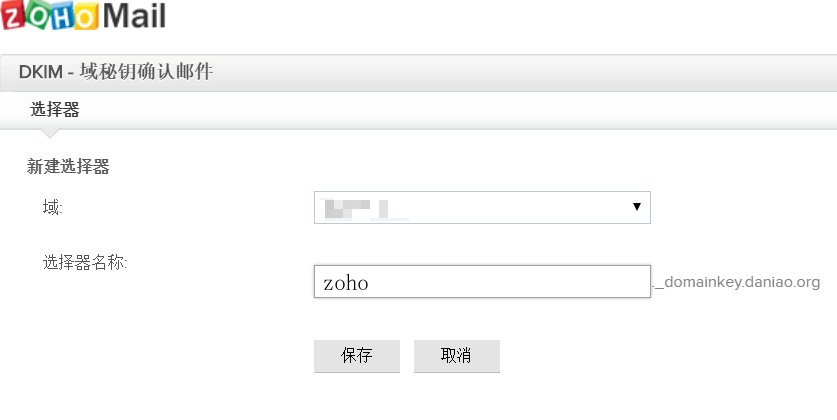 ZOHO Mail
DKIM - 域秘钥确认邮件
选择器
新建选择器
域:
选择器名称:
zoho ._domainkey.daniao.org
保存 取消